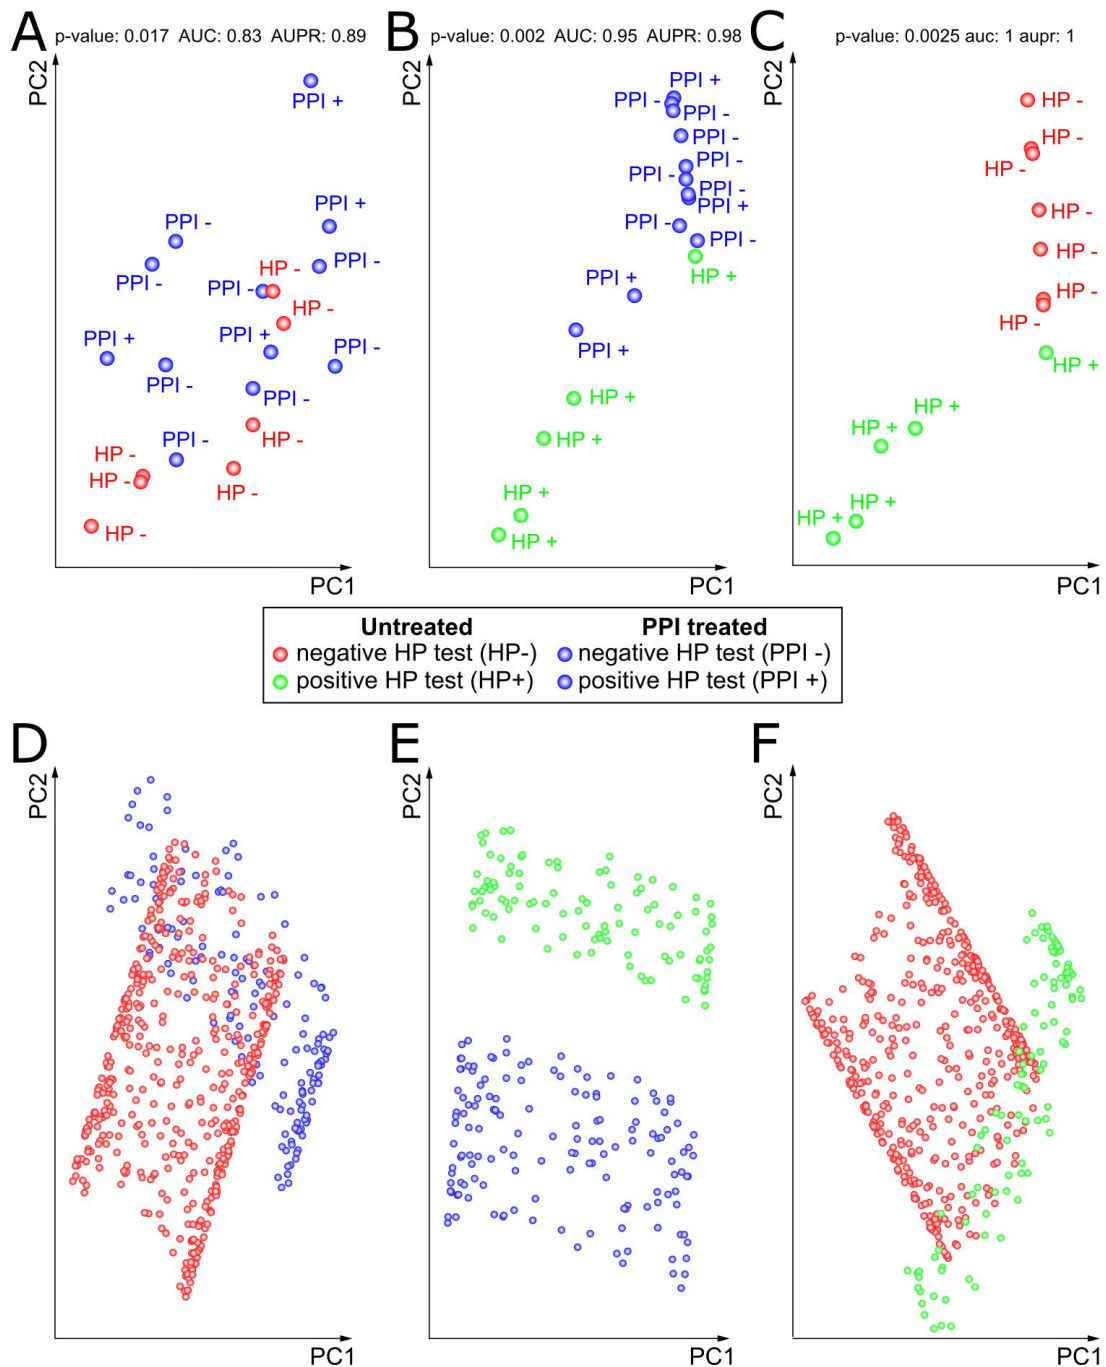 A p-value: 0.017 AUC: 0.83 AUPR: 0.89
PC2
PPI +
PPI +
PPI -
PPI -
PPI -
HP -
PPI -
HP -
PPI +
PPI +
PPI -
PPI -
PPI -
HP -
PPI -
HP -
HP -
HP -
HP -
PC1
B p-value: 0.002 AUC: 0.95 AUPR: 0.98
PC2
PPI +
PPI -
PPI -
PPI -
PPI -
PPI -
PPI -
PPI +
PPI -
PPI -
HP +
PPI +
PPI +
HP +
HP +
HP +
HP +
PC1
C p-value: 0.0025 auc: 1 aupr: 1
PC2
HP -
HP -
HP -
HP -
HP -
HP -
HP -
HP +
HP +
HP +
HP +
HP +
PC1
Untreated PPI treated
negative HP test (HP-) negative HP test (PPI -)
positive HP test (HP+) positive HP test (PPI +)
D
PC2
PC1
E
PC2
PC1
F
PC2
PC1